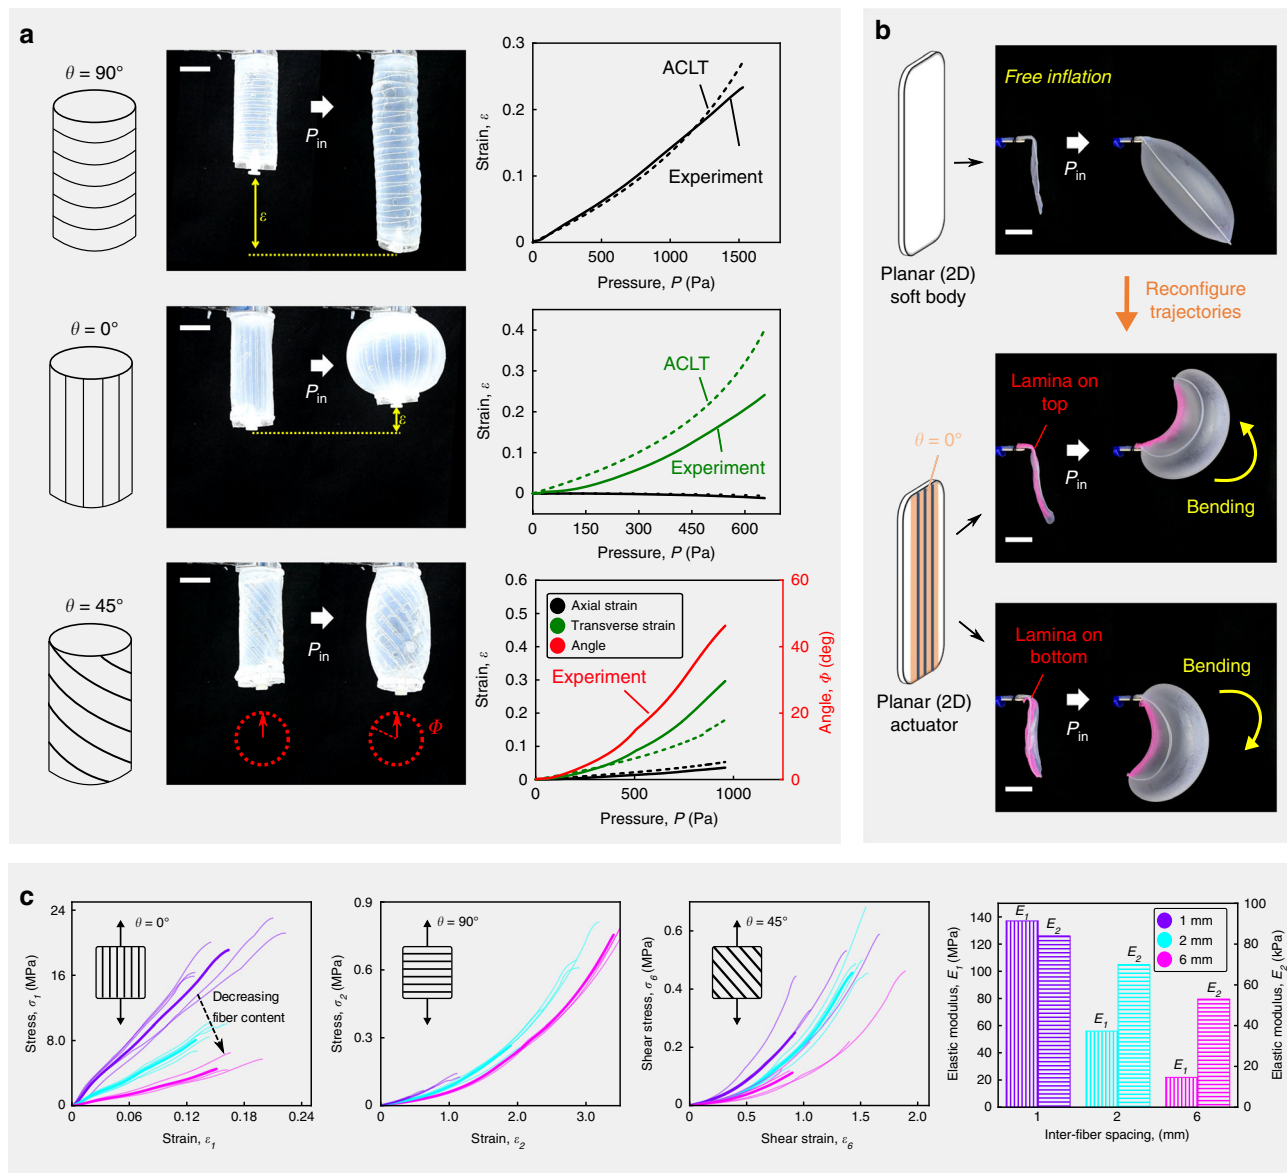 a
θ = 90°
P in
ε
0.3
0.2
0.1
0
Strain, ε
ACLT
Experiment
0
500
1000
1500
Pressure, P (Pa)
θ = 0°
P in
ε
0.4
0.3
0.2
0.1
0
Strain, ε
ACLT
Experiment
0
150
300
450
600
Pressure, P (Pa)
θ = 45°
P in
Φ
0.6
0.5
0.4
0.3
0.2
0.1
0
Strain, ε
Axial strain
Transverse strain
Angle
Experiment
60
40
20
0
Angle, Φ (deg)
0
500
1000
Pressure, P (Pa)
b
Planar (2D)
soft body
Free inflation
P in
Reconfigure
trajectories
θ = 0°
Planar (2D)
actuator
Lamina on
top
P in
Bending
Lamina on
bottom
P in
Bending
c
24
16
8.0
0
Stress, σ1 (MPa)
θ = 0°
Decreasing
fiber content
0
0.06
0.12
0.18
0.24
Strain, ε1
0.9
0.6
0.3
0
Stress, σ2 (MPa)
θ = 90°
0
1.0
2.0
3.0
Strain, ε2
0.6
0.4
0.2
0
Shear stress, σ6 (MPa)
θ = 45°
0
0.5
1.0
1.5
2.0
Shear strain, ε6
140
120
100
80
60
40
20
0
Elastic modulus, E1 (MPa)
E1
E2
E1
E2
E1
E2
1 mm
2 mm
6 mm
100
80
60
40
20
0
Elastic modulus, E2 (kPa)
1
2
6
Inter-fiber spacing, (mm)